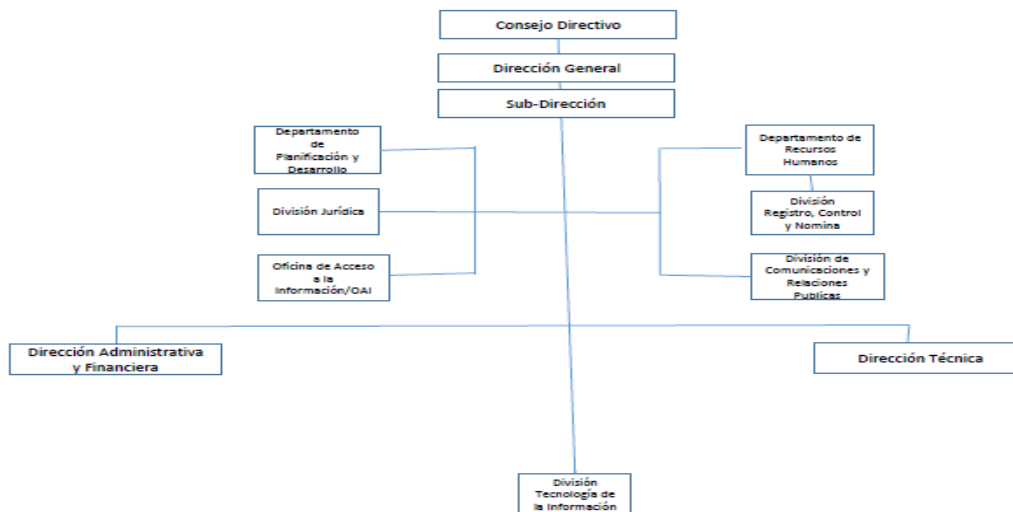 Consejo Directivo
Dirección General
Sub-Dirección
Departamento
de
Planificación y
Desarrollo
Departamento de
Recursos
Humanos
División Jurídica
División
Registro, Control
y Nomina
Oficina de Acceso
a la
Información/OAI
División de
Comunicaciones y
Relaciones
Publicas
Dirección Administrativa
y Financiera
Dirección Técnica
División
Tecnología de
la Información